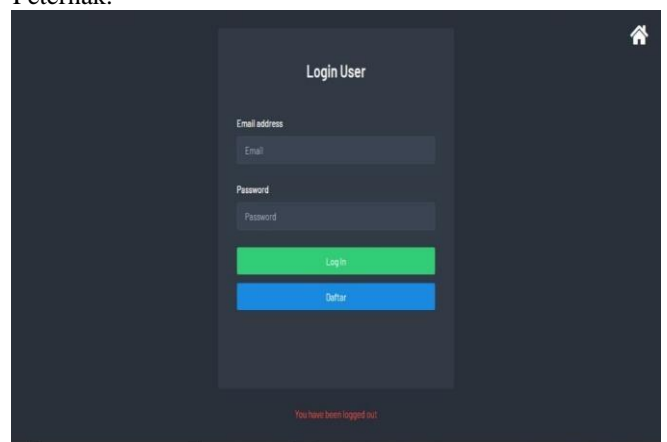 Peternak.
Login User
Email address
Email
Password
Password
Log In
Daftar
You have been logged out